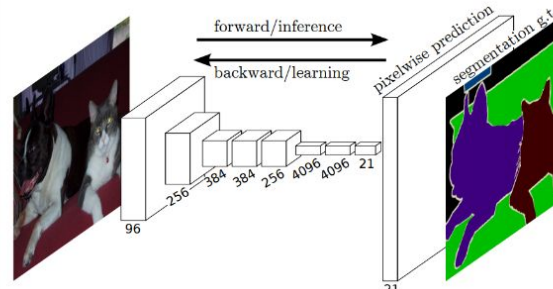 forward/inference
backward/learning
pixelwise prediction
segmentation g.t.
96
256
384
384
256
4096
4096
21
21